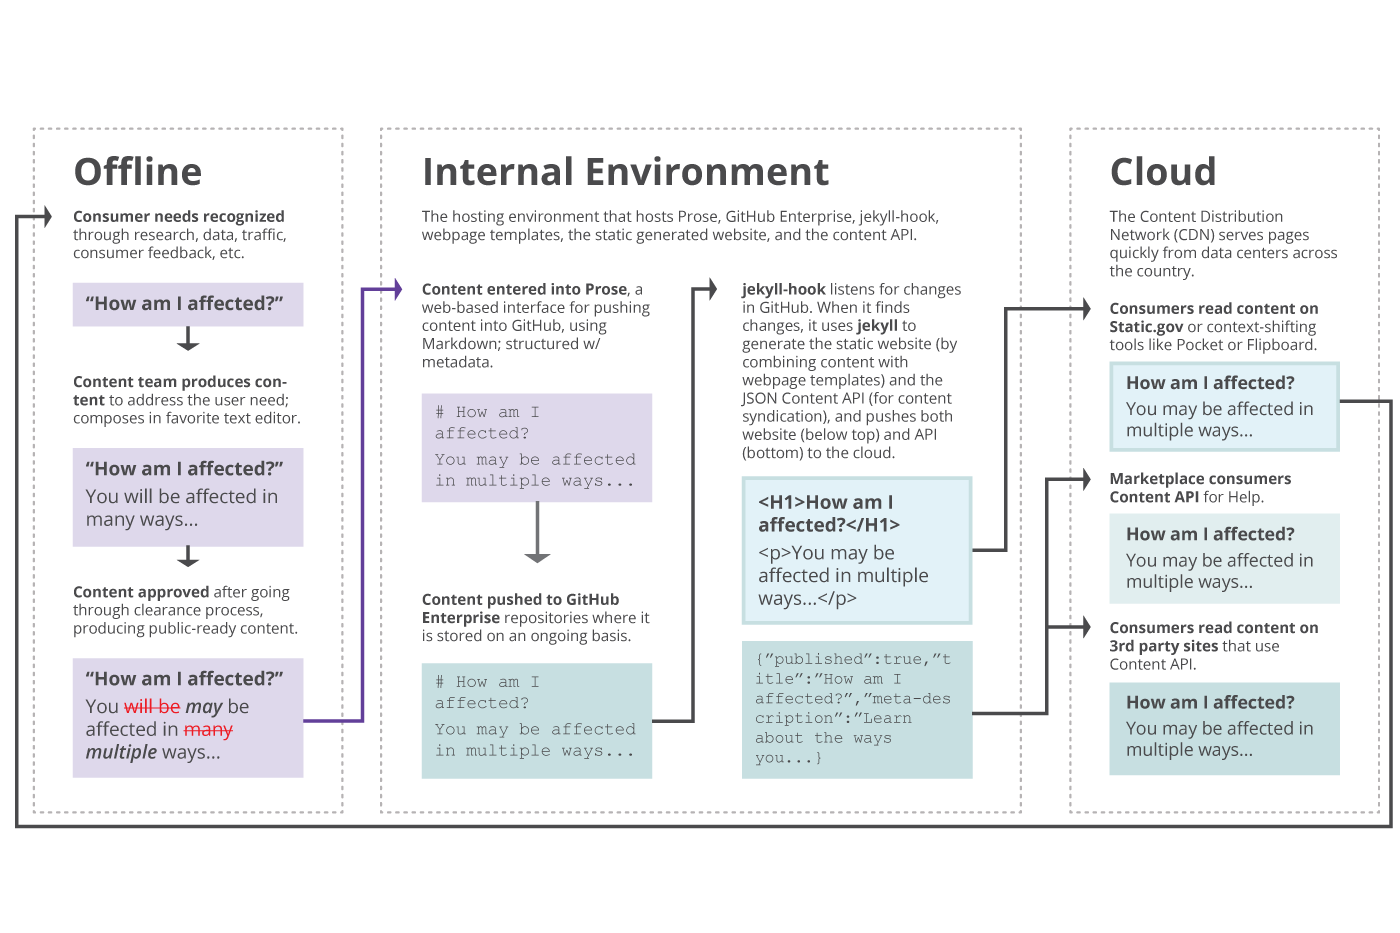 Offline
Consumer needs recognized
through research, data, traffic,
consumer feedback, etc.
“How am I affected?”
Content team produces con-
tent to address the user need;
composes in favorite text editor.
“How am I affected?”
You will be affected in
many ways...
Content approved after going
through clearance process,
producing public-ready content.
“How am I affected?”
You will be may be
affected in many
multiple ways...
Internal Environment
The hosting environment that hosts Prose, GitHub Enterprise, jekyll-hook,
webpage templates, the static generated website, and the content API.
Content entered into Prose, a
web-based interface for pushing
content into GitHub, using
Markdown; structured w/
metadata.
# How am I
affected?
You may be affected
in multiple ways...
Content pushed to GitHub
Enterprise repositories where it
is stored on an ongoing basis.
# How am I
affected?
You may be affected
in multiple ways...
jekyll-hook listens for changes
in GitHub. When it finds
changes, it uses jekyll to
generate the static website (by
combining content with
webpage templates) and the
JSON Content API (for content
syndication), and pushes both
website (below top) and API
(bottom) to the cloud.
<H1>How am I
affected?</H1>
<p>You may be
affected in multiple
ways...</p>
{”published”:true,”t
itle”:”How am I
affected?”,”meta-des
cription”:”Learn
about the ways
you...}
Cloud
The Content Distribution
Network (CDN) serves pages
quickly from data centers across
the country.
Consumers read content on
Static.gov or context-shifting
tools like Pocket or Flipboard.
How am I affected?
You may be affected in
multiple ways...
Marketplace consumers
Content API for Help.
How am I affected?
You may be affected in
multiple ways...
Consumers read content on
3rd party sites that use
Content API.
How am I affected?
You may be affected in
multiple ways...